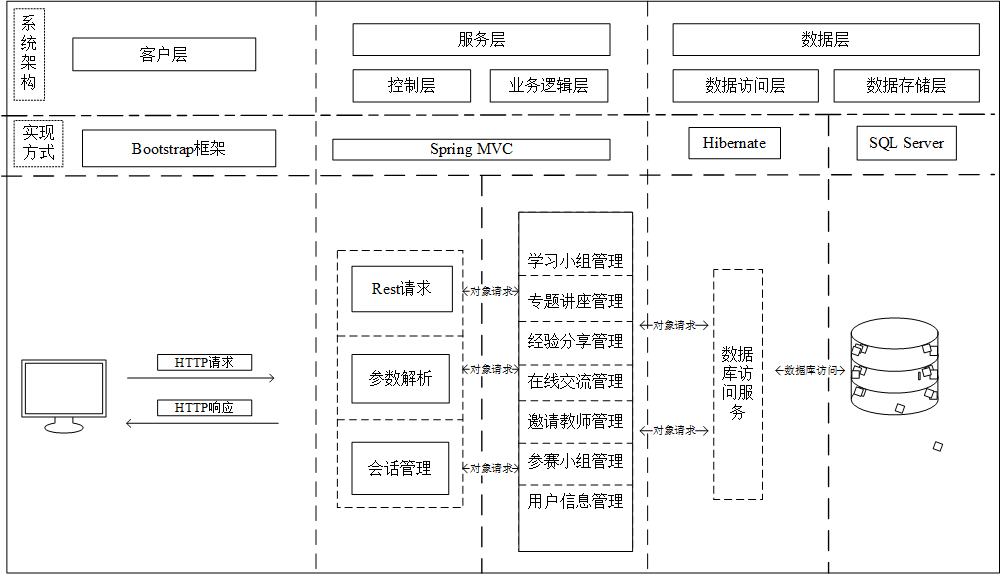 系
统
架
构
客户层
服务层
数据层
控制层
业务逻辑层
数据访问层
数据存储层
实现
方式
Bootstrap框架
Spring MVC
Hibernate
SQL Server
HTTP请求
HTTP响应
Rest请求
参数解析
会话管理
对象请求
对象请求
对象请求
学习小组管理
专题讲座管理
经验分享管理
在线交流管理
邀请教师管理
参赛小组管理
用户信息管理
对象请求
对象请求
数据
库访
问服
务
数据库访问